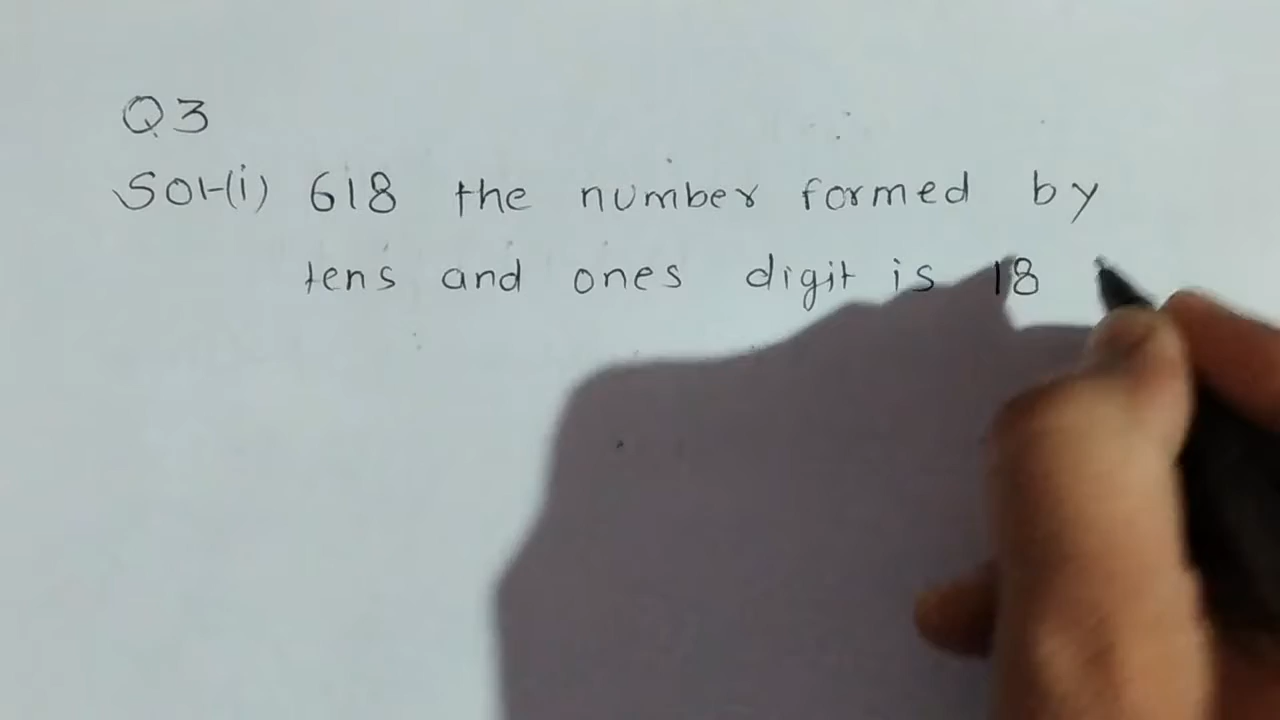 Q3
Sol-(i) 618 the number formed by
tens and ones digit is 18